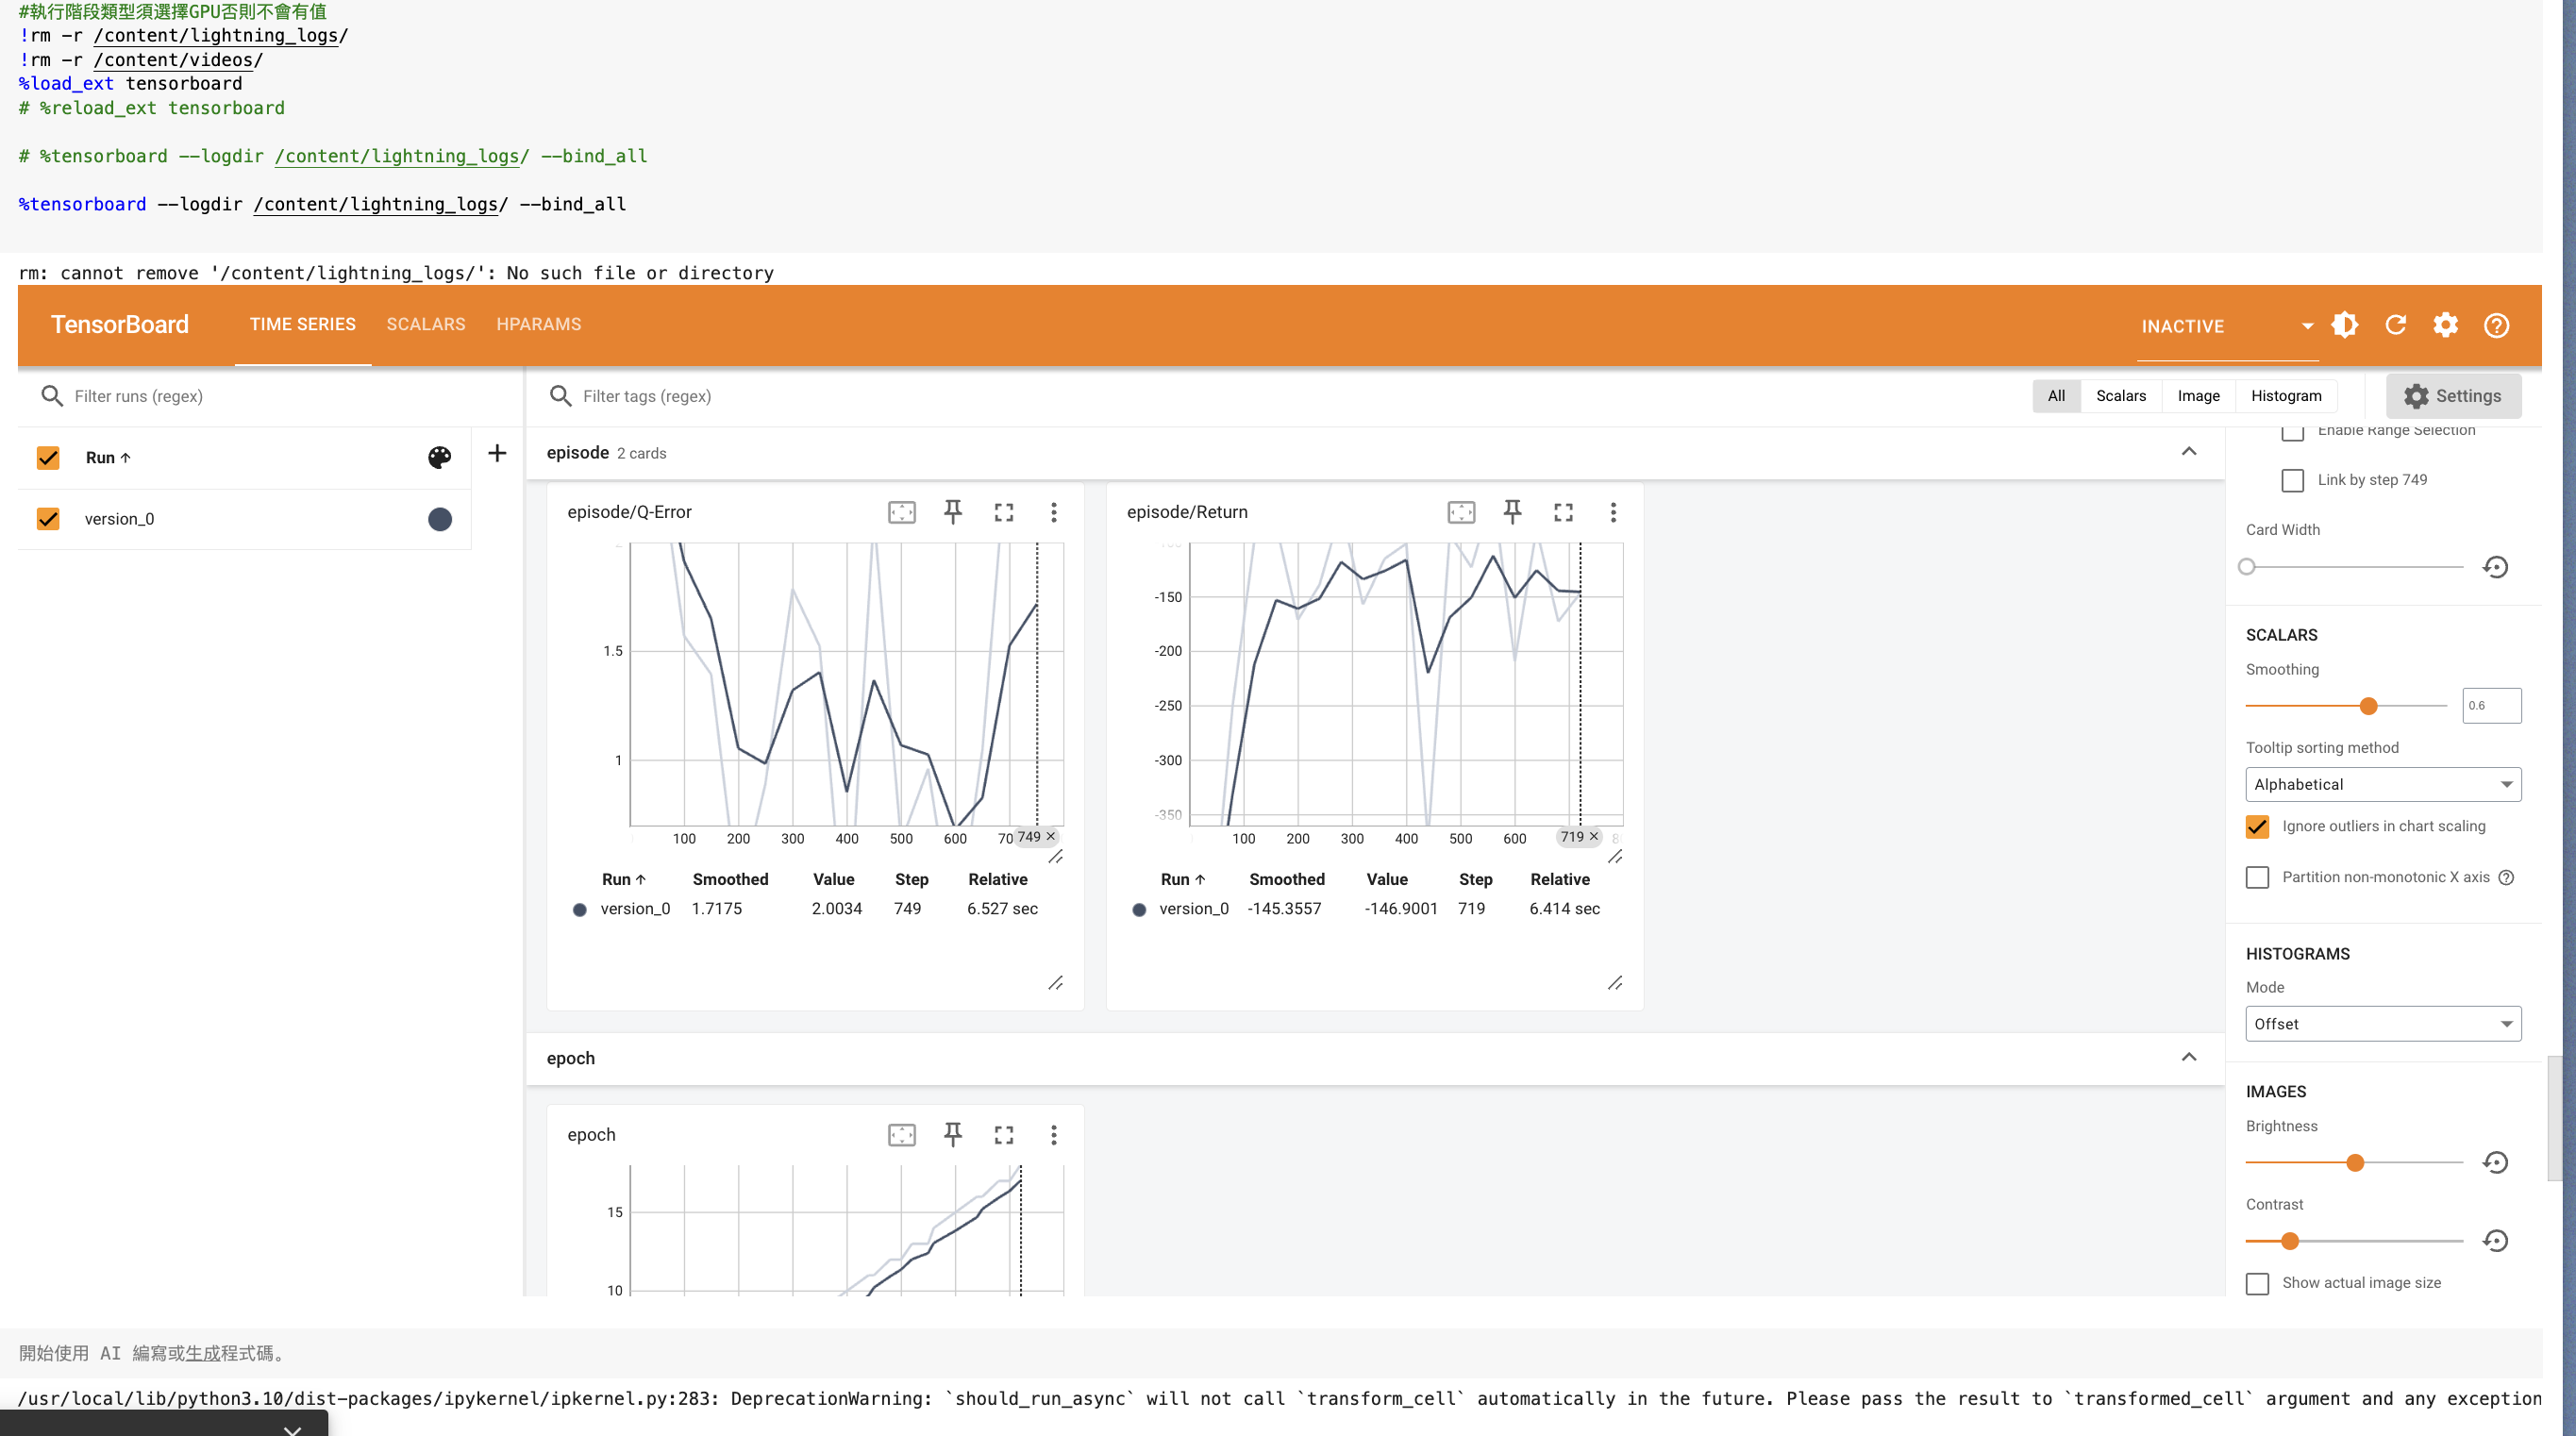 #執行階段類型須選擇GPU否則不會有值
!rm -r /content/lightning_logs/
!rm -r /content/videos/
%load_ext tensorboard
# %reload_ext tensorboard
# %tensorboard --logdir /content/lightning_logs/ --bind_all
%tensorboard --logdir /content/lightning_logs/ --bind_all
rm: cannot remove '/content/lightning_logs/': No such file or directory
TensorBoard TIME SERIES SCALARS HPARAMS INACTIVE
Filter runs (regex) Filter tags (regex) All Scalars Image Histogram Settings
Run
version_0
episode 2 cards
episode/Q-Error
1.5
1
100 200 300 400 500 600 70 749 ×
Run Smoothed Value Step Relative
version_0 1.7175 2.0034 749 6.527 sec
episode/Return
-150
-200
-250
-300
-350
100 200 300 400 500 600 719 × 8
Run Smoothed Value Step Relative
version_0 -145.3557 -146.9001 719 6.414 sec
epoch
epoch
15
10
Enable Range Selection
Link by step 749
Card Width
SCALARS
Smoothing
0.6
Tooltip sorting method
Alphabetical
Ignore outliers in chart scaling
Partition non-monotonic X axis
HISTOGRAMS
Mode
Offset
IMAGES
Brightness
Contrast
Show actual image size
開始使用 AI 編寫或生成程式碼。
/usr/local/lib/python3.10/dist-packages/ipykernel/ipkernel.py:283: DeprecationWarning: `should_run_async` will not call `transform_cell` automatically in the future. Please pass the result to `transformed_cell` argument and any exception